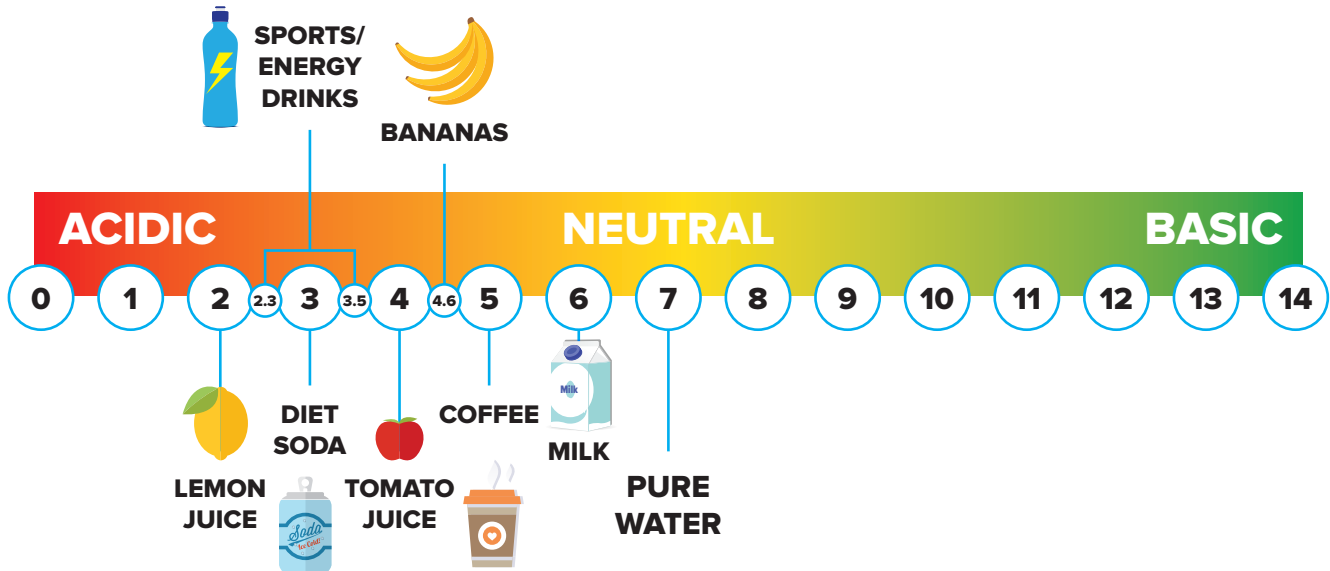 SPORTS/
ENERGY
DRINKS
BANANAS
ACIDIC NEUTRAL BASIC
0 1 2 2.3 3 3.5 4 4.6 5 6 7 8 9 10 11 12 13 14
LEMON
JUICE
DIET
SODA
Soda
Ice Cold!
TOMATO
JUICE
COFFEE
Milk
MILK
PURE
WATER